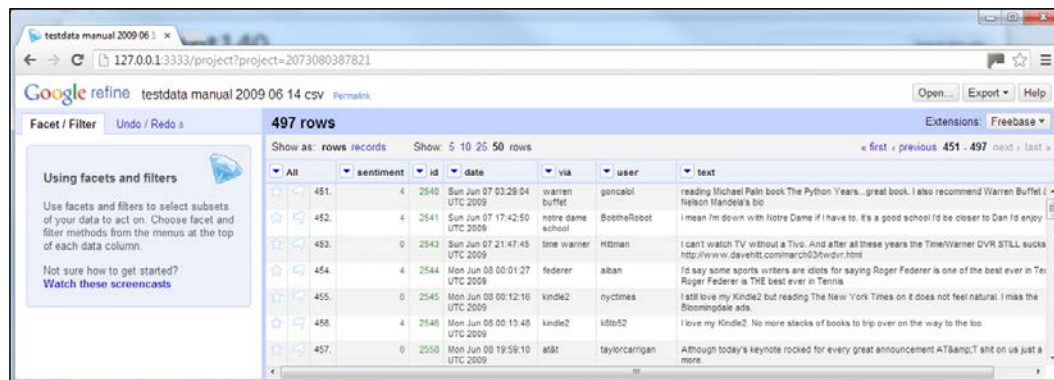 testdata manual 2009 06 1
127.0.0.1:3333/project?project=2073080387821
Google refine testdata manual 2009 06 14 csv Permalink Open... Export Help
Facet / Filter Undo / Redo 8 497 rows Extensions: Freebase
Show as: rows records Show: 5 10 25 50 rows « first ‹ previous 451 - 497 next › last »
Using facets and filters
Use facets and filters to select subsets
of your data to act on. Choose facet and
filter methods from the menus at the top
of each data column.
Not sure how to get started?
Watch these screencasts
All sentiment id date via user text
451. 4 2540 Sun Jun 07 03:29:04 warren goncalol reading Michael Palin book The Python Years...great book. I also recommend Warren Buffet &
UTC 2009 buffet Nelson Mandela's bio
452. 4 2541 Sun Jun 07 17:42:50 notre dame BobtheRobot I mean I'm down with Notre Dame if I have to. It's a good school I'd be closer to Dan I'd enjoy
UTC 2009 school
453. 0 2543 Sun Jun 07 21:47:45 time warner Hittman I can't watch TV without a Tivo. And after all these years the Time/Warner DVR STILL sucks
UTC 2009 http://www.davehitt.com/march03/twdvr.html
454. 4 2544 Mon Jun 08 00:01:27 federer aiban I'd say some sports writers are idiots for saying Roger Federer is one of the best ever in
UTC 2009 Roger Federer is THE best ever in Tennis
455. 0 2545 Mon Jun 08 00:12:16 kindle2 nyctimes I still love my Kindle2 but reading The New York Times on it does not feel natural. I miss the
UTC 2009 Bloomingdale ads.
456. 4 2546 Mon Jun 08 00:13:48 kindle2 k8tb52 I love my Kindle2. No more stacks of books to trip over on the way to the loo.
UTC 2009
457. 0 2558 Mon Jun 08 19:59:10 at&t taylorcarrigan Although today's keynote rocked for every great announcement AT&amp;T shit on us just a
UTC 2009 more.